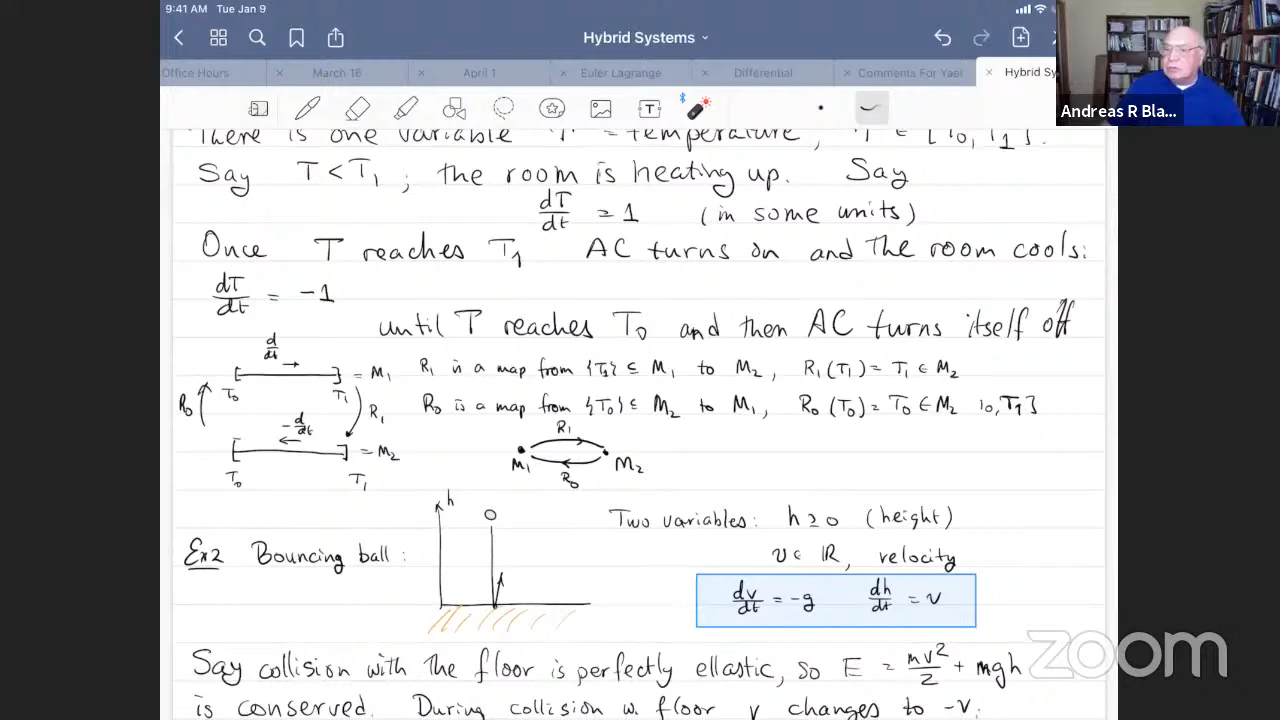 9:41 AM Tue Jan 9
Hybrid Systems
Office Hours March 16 April 1 Euler Lagrange Differential Comments For Yael Hybrid Sy
Andreas R Bla...
There is one variable T = temperature, T ∈ [T₀, T₁].
Say T < T₁ ; the room is heating up. Say
dT/dt = 1 (in some units)
Once T reaches T₁ AC turns on and the room cools:
dT/dt = -1
until T reaches T₀ and then AC turns itself off
d/dt
T₀ T₁ = M₁
R₁ is a map from {T₁} ⊆ M₁ to M₂, R₁(T₁) = T₁ ∈ M₂
R₀ R₁
R₀ is a map from {T₀} ⊆ M₂ to M₁, R₀(T₀) = T₀ ∈ M₂ [0,T₁]
-d/dt
T₀ T₁ = M₂
R₁
M₁ M₂
R₀
h
Two variables: h ≥ 0 (height)
Ex2 Bouncing ball :
v ∈ ℝ, velocity
dv/dt = -g dh/dt = v
Say collision with the floor is perfectly ellastic, so E = mv²/2 + mgh
is conserved. During collision w. floor v changes to -v.
zoom